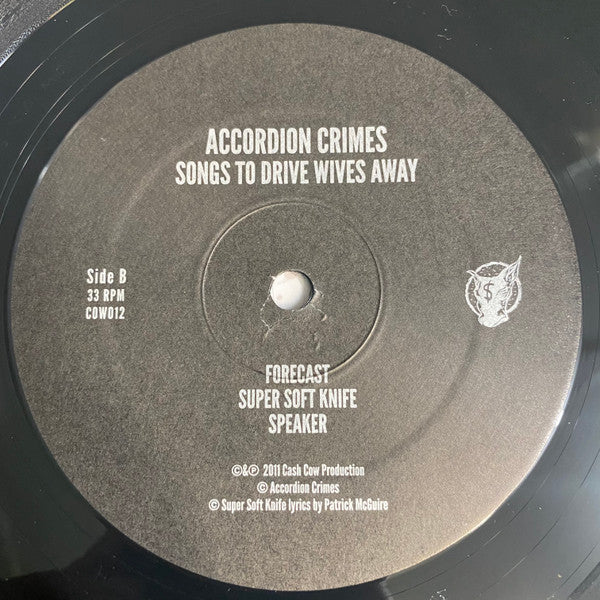 ACCORDION CRIMES
SONGS TO DRIVE WIVES AWAY
Side B
33 RPM
COW012
$
FORECAST
SUPER SOFT KNIFE
SPEAKER
©&℗ 2011 Cash Cow Production
© Accordion Crimes
© Super Soft Knife lyrics by Patrick McGuire